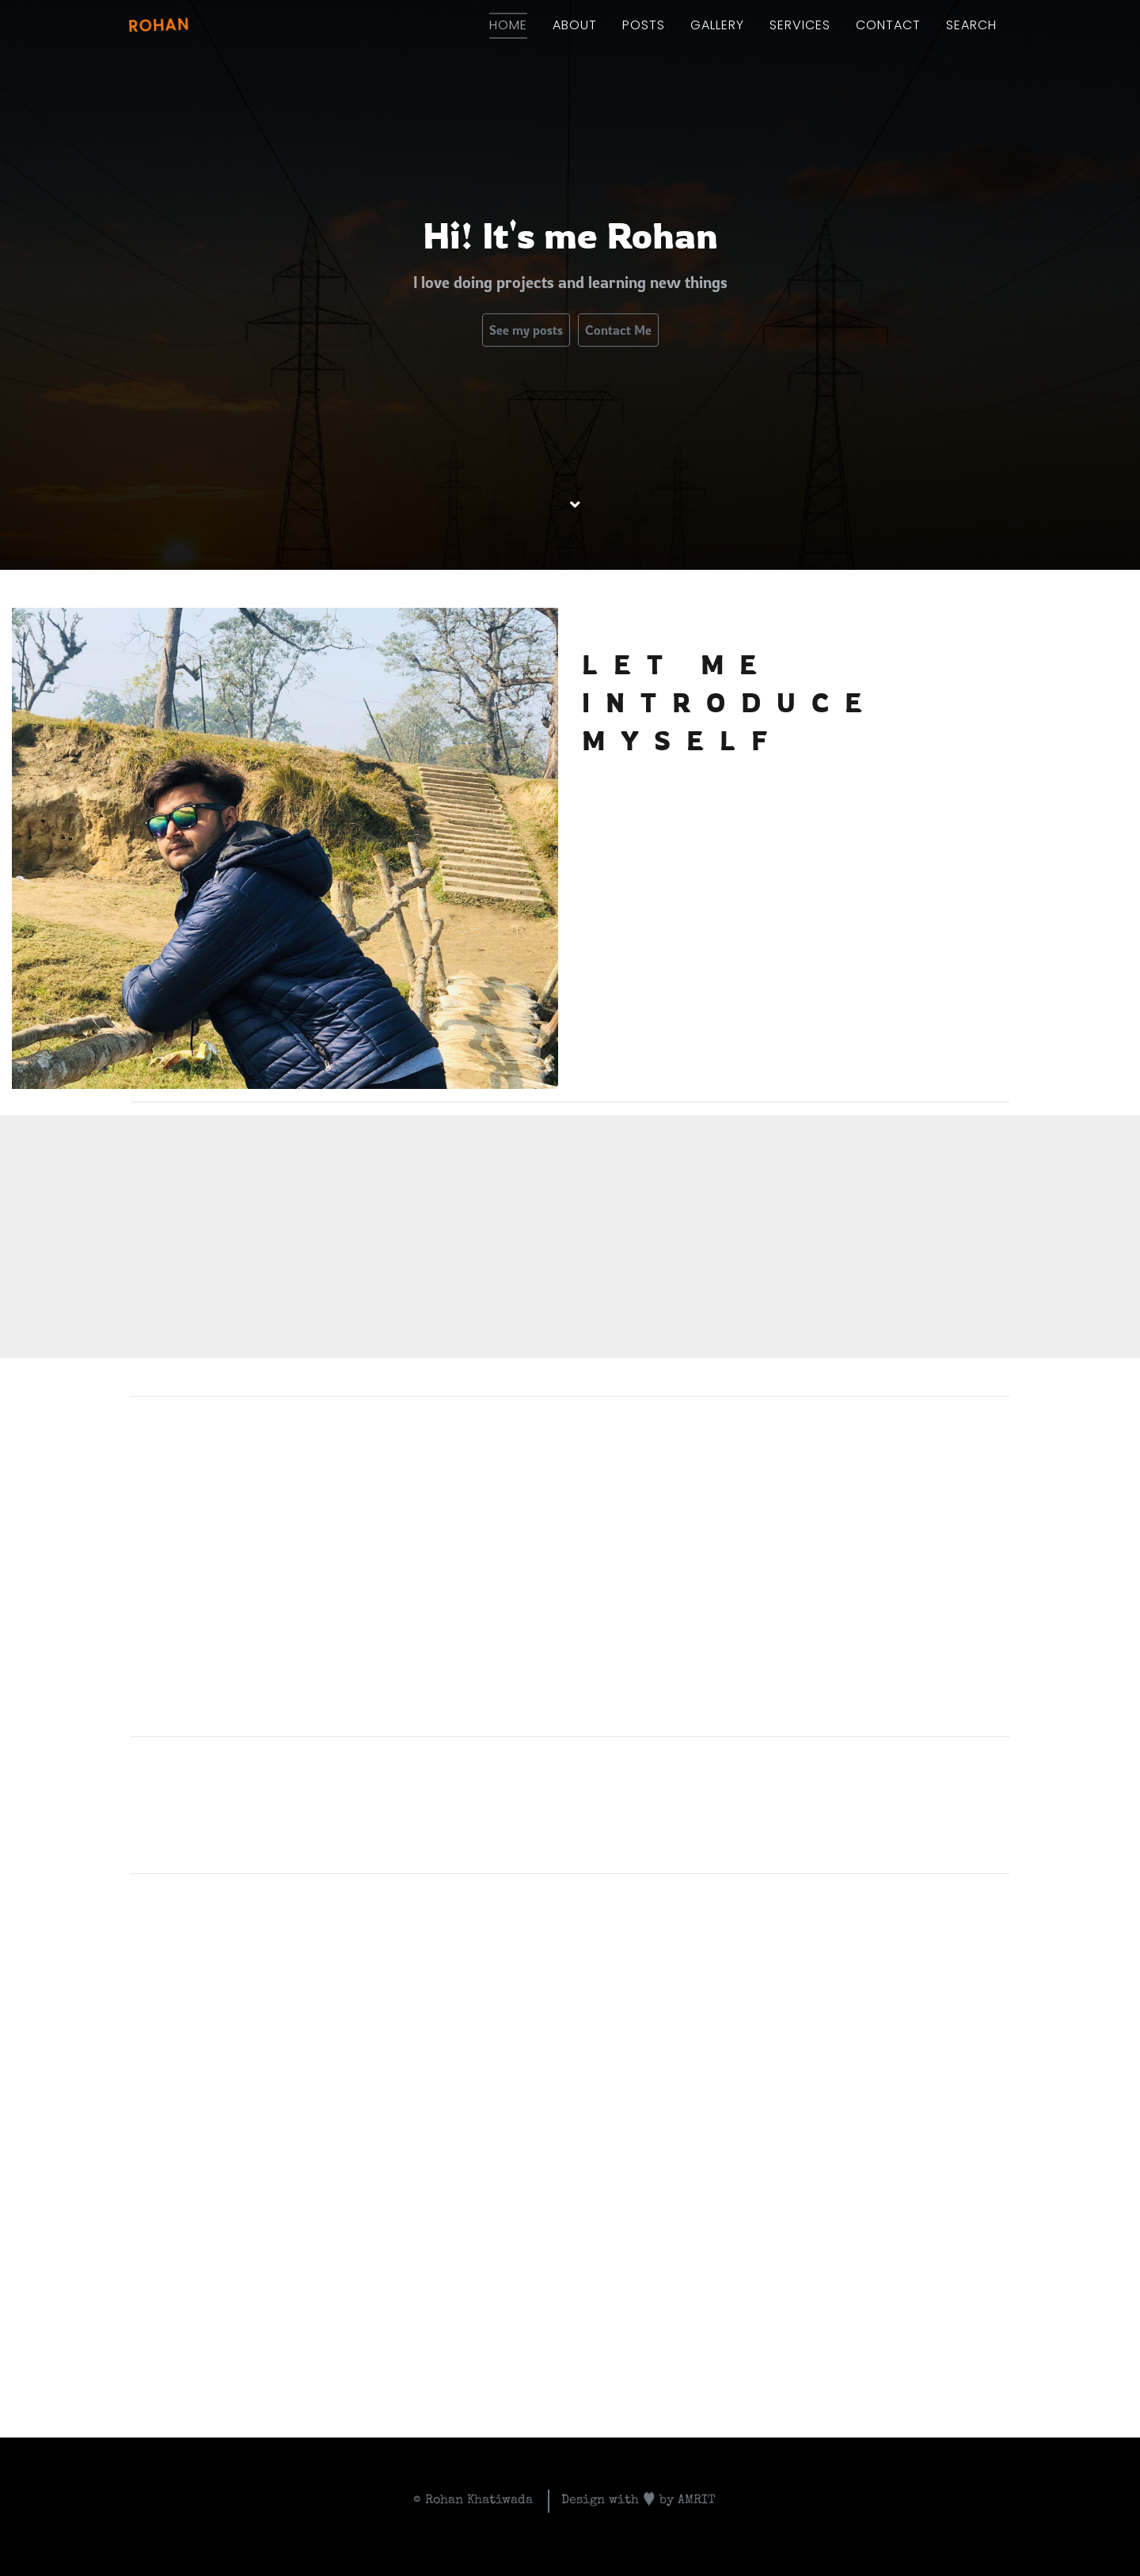 ROHAN
HOME ABOUT POSTS GALLERY SERVICES CONTACT SEARCH
Hi! It's me Rohan
I love doing projects and learning new things
See my posts Contact Me
LET ME
INTRODUCE
MYSELF
© Rohan Khatiwada Design with ♥ by AMRIT